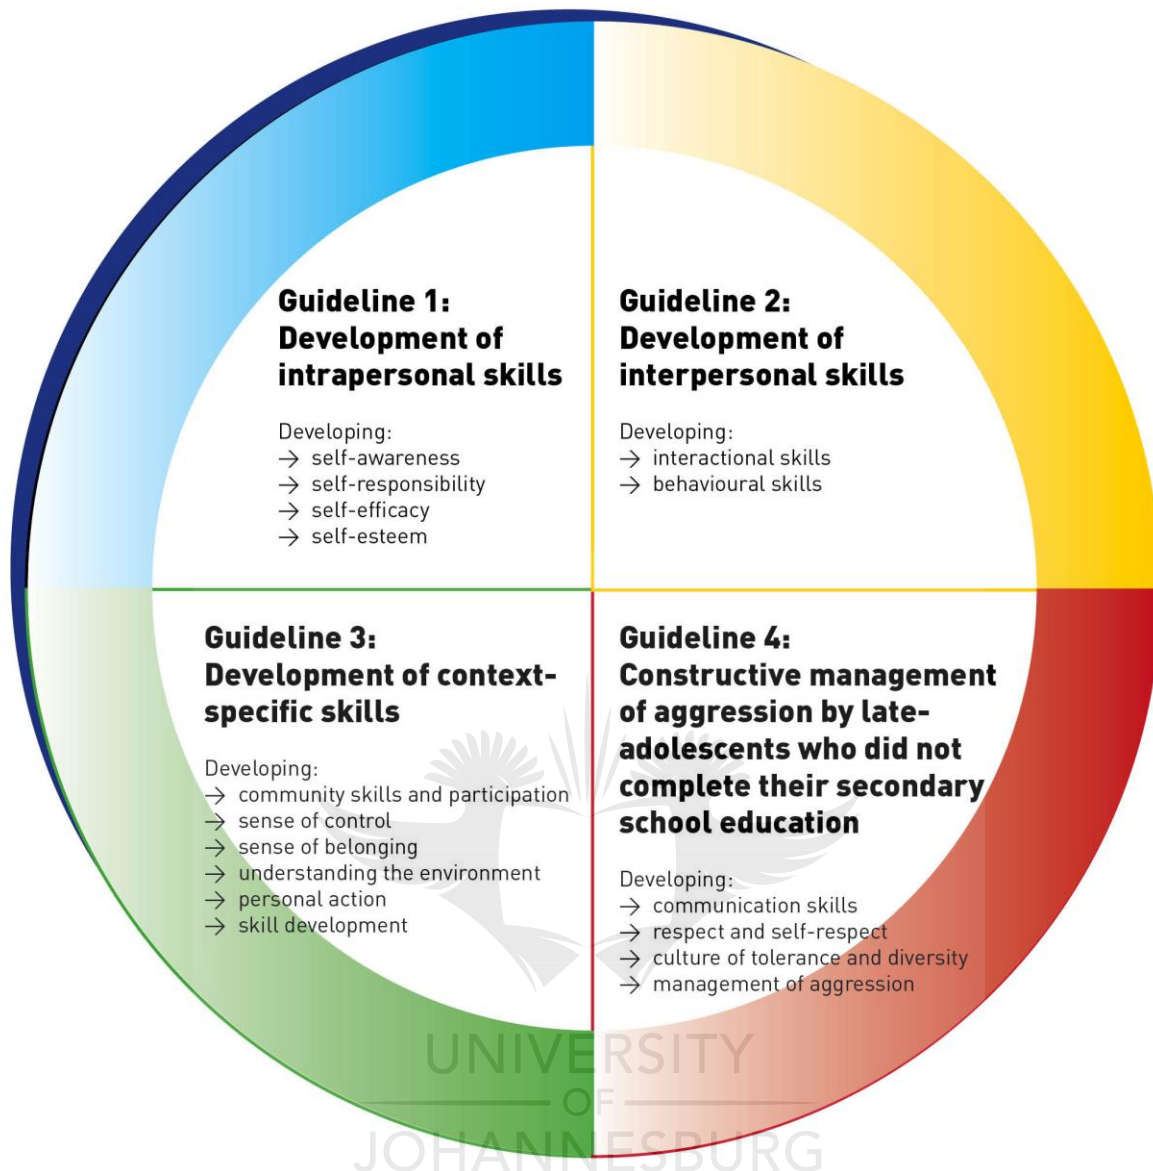 Guideline 1:
Development of
intrapersonal skills
Developing:
→ self-awareness
→ self-responsibility
→ self-efficacy
→ self-esteem
Guideline 2:
Development of
interpersonal skills
Developing:
→ interactional skills
→ behavioural skills
Guideline 3:
Development of context-
specific skills
Developing:
→ community skills and participation
→ sense of control
→ sense of belonging
→ understanding the environment
→ personal action
→ skill development
Guideline 4:
Constructive management
of aggression by late-
adolescents who did not
complete their secondary
school education
Developing:
→ communication skills
→ respect and self-respect
→ culture of tolerance and diversity
→ management of aggression
UNIVERSITY
OF
JOHANNESBURG